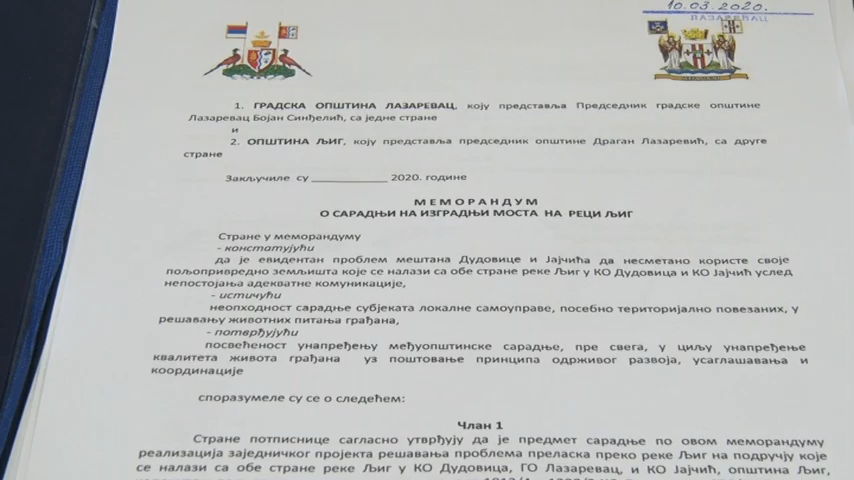 10.03.2020.
ЛАЗАРЕВАЦ
1. ГРАДСКА ОПШТИНА ЛАЗАРЕВАЦ, коју представља Председник градске општине
Лазаревац Бојан Синђелић, са једне стране
и
2. ОПШТИНА ЉИГ, коју представља председник општине Драган Лазаревић, са друге
стране
Закључиле су ____________ 2020. године
МЕМОРАНДУМ
О САРАДЊИ НА ИЗГРАДЊИ МОСТА НА РЕЦИ ЉИГ
Стране у меморандуму
- констатујући
да је евидентан проблем мештана Дудовице и Јајчића да несметано користе своје
пољопривредно земљишта које се налази са обе стране реке Љиг у КО Дудовица и КО Јајчић услед
непостојања адекватне комуникације,
- истичући
неопходност сарадње субјеката локалне самоуправе, посебно територијално повезаних, у
решавању животних питања грађана,
- потврђујући
посвећеност унапређењу међуопштинске сарадње, пре свега, у циљу унапређење
квалитета живота грађана уз поштовање принципа одрживог развоја, усаглашавања и
координације
споразумеле су се о следећем:
Члан 1
Стране потписнице сагласно утврђују да је предмет сарадње по овом меморандуму
реализација заједничког пројекта решавања проблема преласка преко реке Љиг на подручју које
се налази са обе стране реке Љиг у КО Дудовица, ГО Лазаревац, и КО Јајчић, општина Љиг,